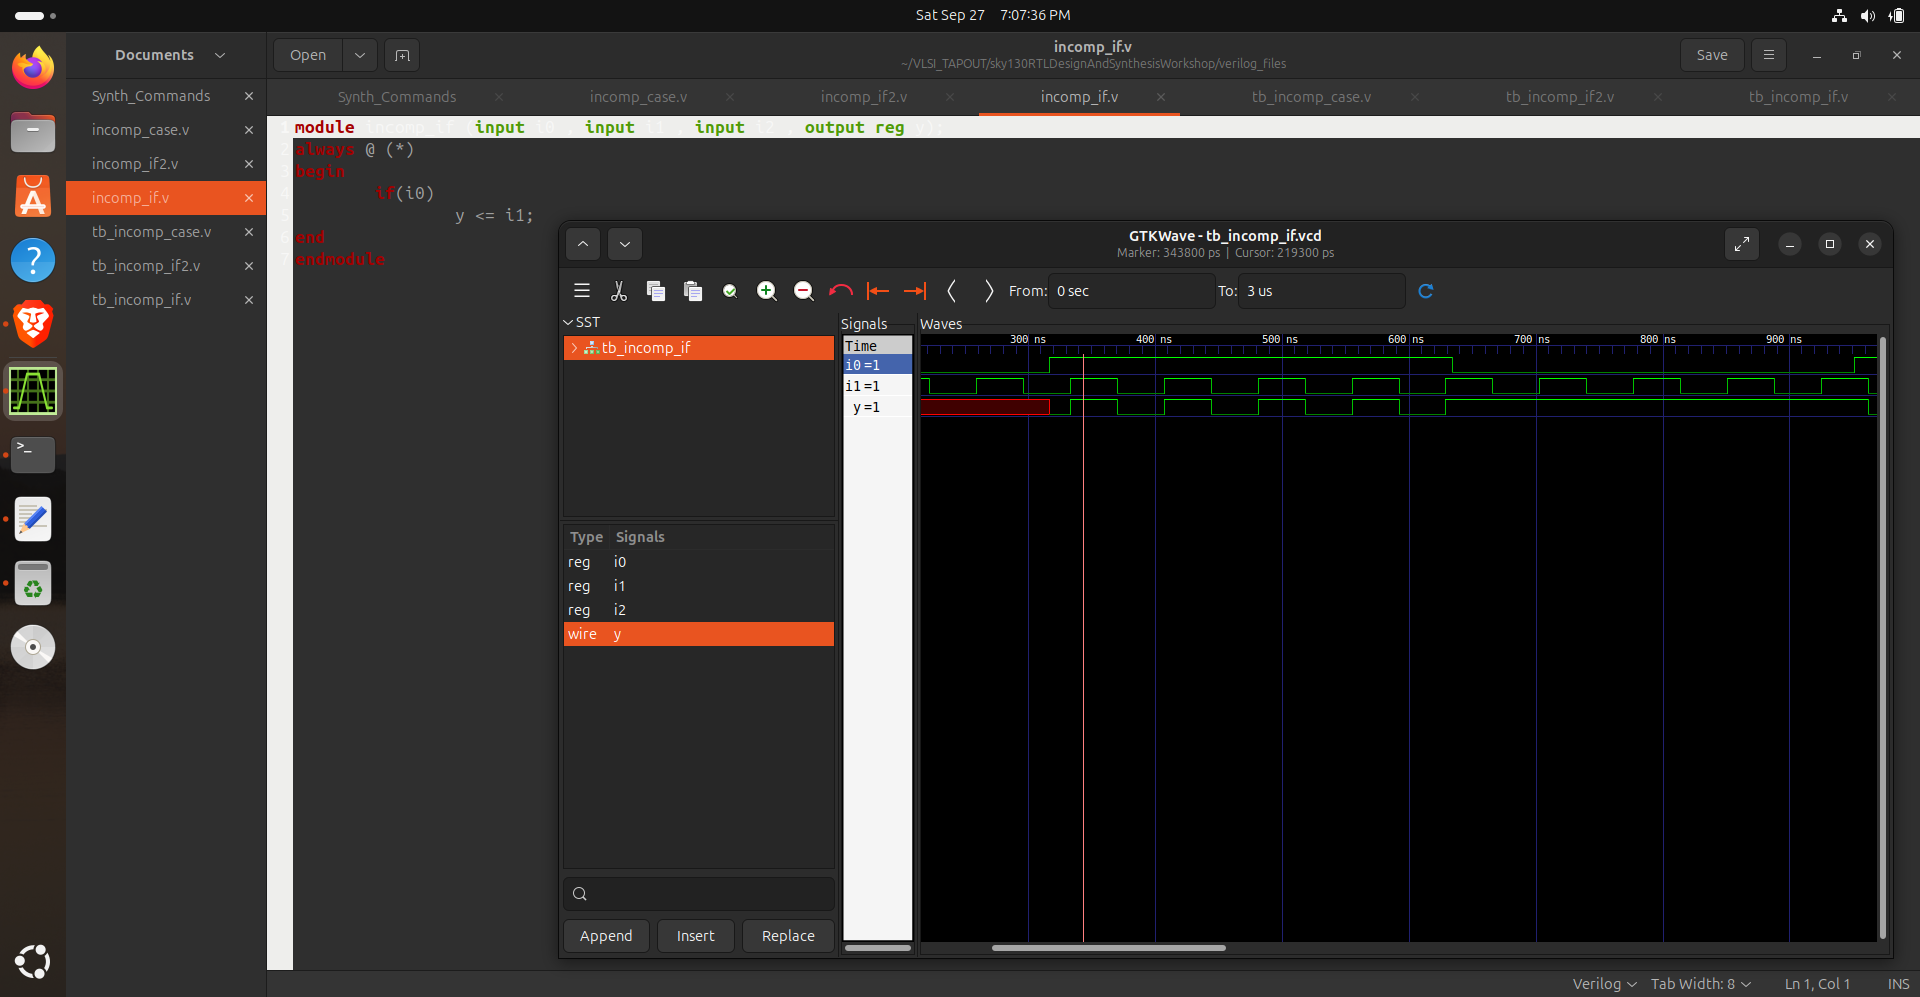 Sat Sep 27 7:07:36 PM
Documents
Open
incomp_if.v
~/VLSI_TAPOUT/sky130RTLDesignAndSynthesisWorkshop/verilog_files
Save
Synth_Commands
incomp_case.v
incomp_if2.v
incomp_if.v
tb_incomp_case.v
tb_incomp_if2.v
tb_incomp_if.v
Synth_Commands
incomp_case.v
incomp_if2.v
incomp_if.v
tb_incomp_case.v
tb_incomp_if2.v
tb_incomp_if.v
1 module incomp_if (input i0 , input i1 , input i2 , output reg y);
2 always @ (*)
3 begin
4 if(i0)
5 y <= i1;
6 end
7 endmodule
GTKWave - tb_incomp_if.vcd
Marker: 343800 ps | Cursor: 219300 ps
From: 0 sec To: 3 us
SST
tb_incomp_if
Type Signals
reg i0
reg i1
reg i2
wire y
Append Insert Replace
Signals
Time
i0=1
i1=1
y=1
Waves
300 ns 400 ns 500 ns 600 ns 700 ns 800 ns 900 ns
Verilog Tab Width: 8 Ln 1, Col 1 INS